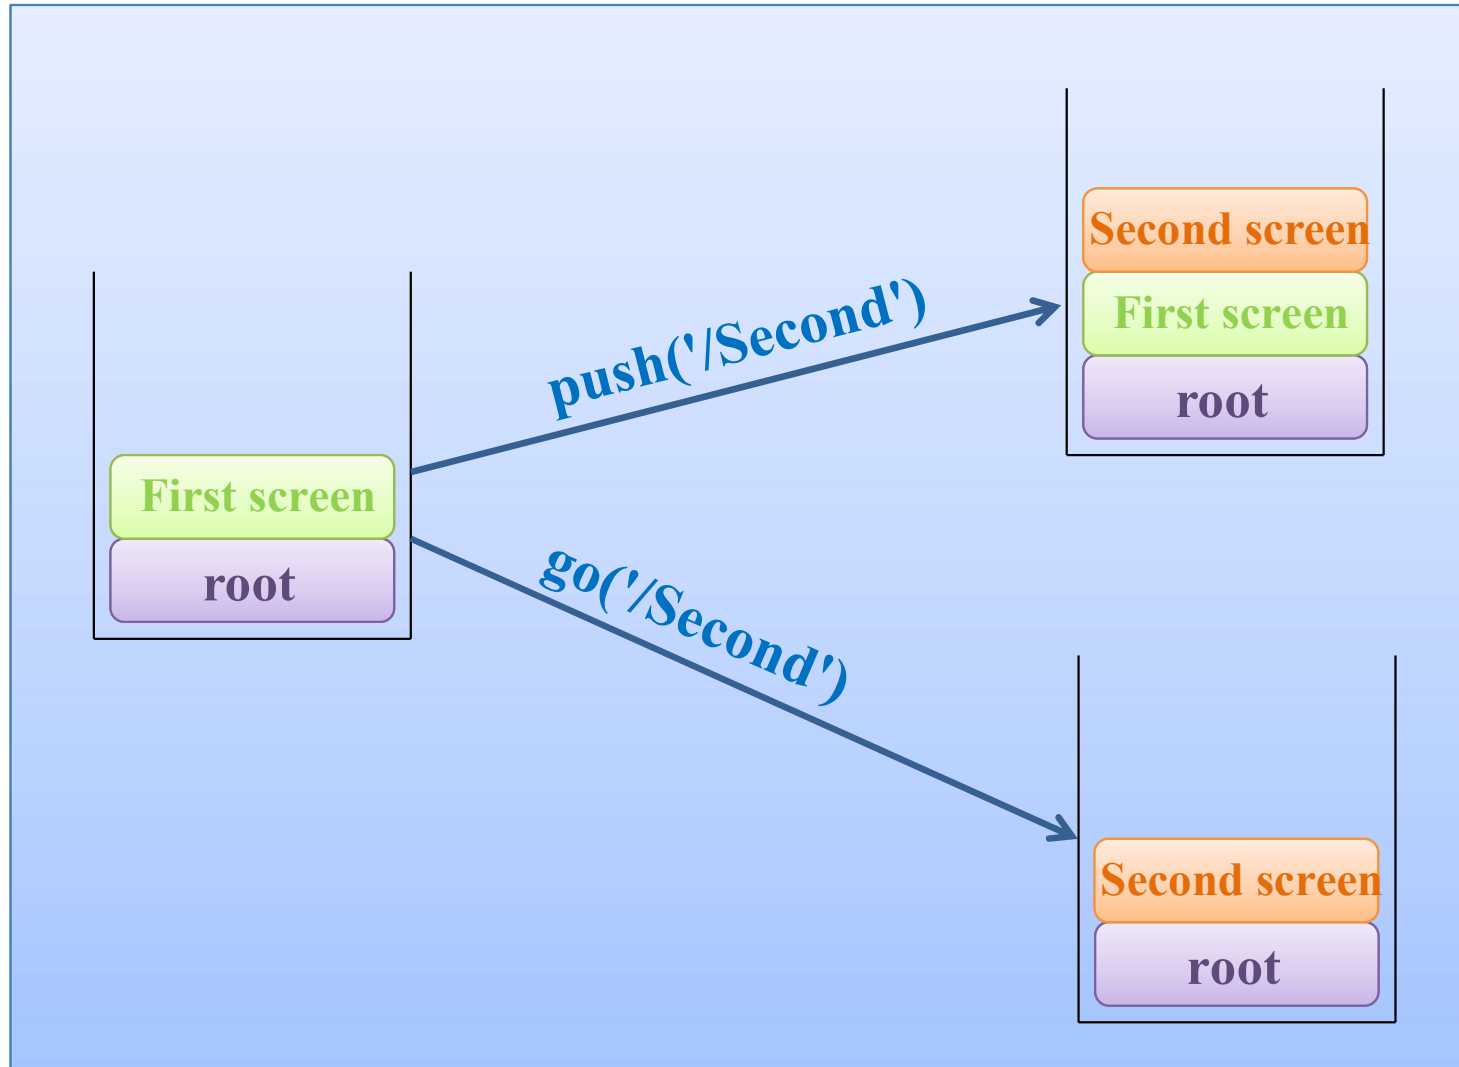 First screen
root
push('/Second')
go('/Second')
Second screen
First screen
root
Second screen
root